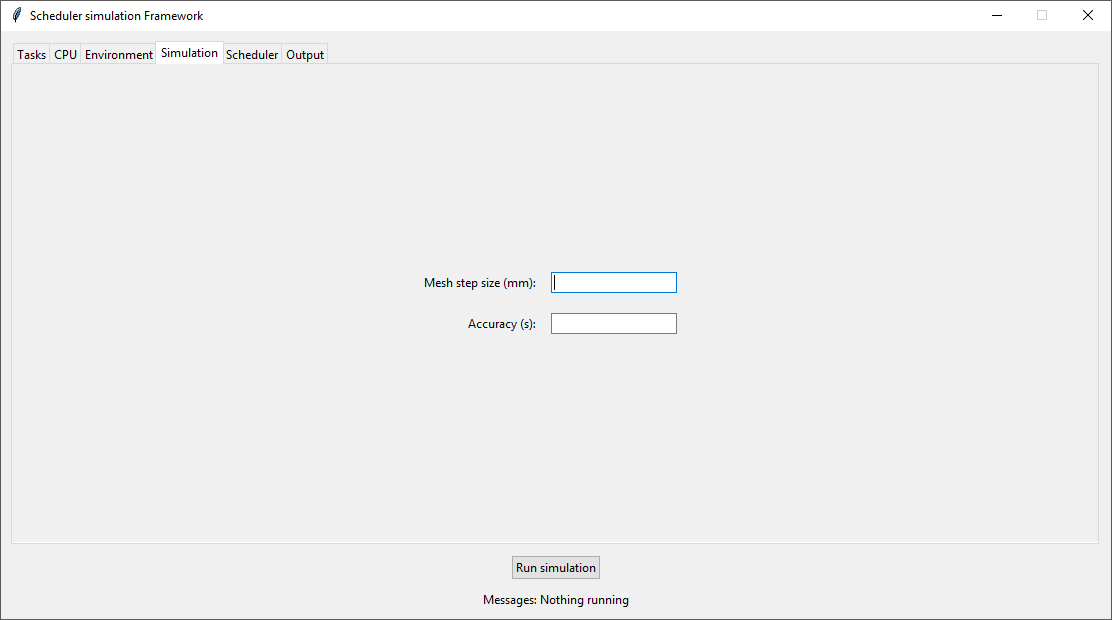 Scheduler simulation Framework
Tasks CPU Environment Simulation Scheduler Output
Mesh step size (mm):
Accuracy (s):
Run simulation
Messages: Nothing running